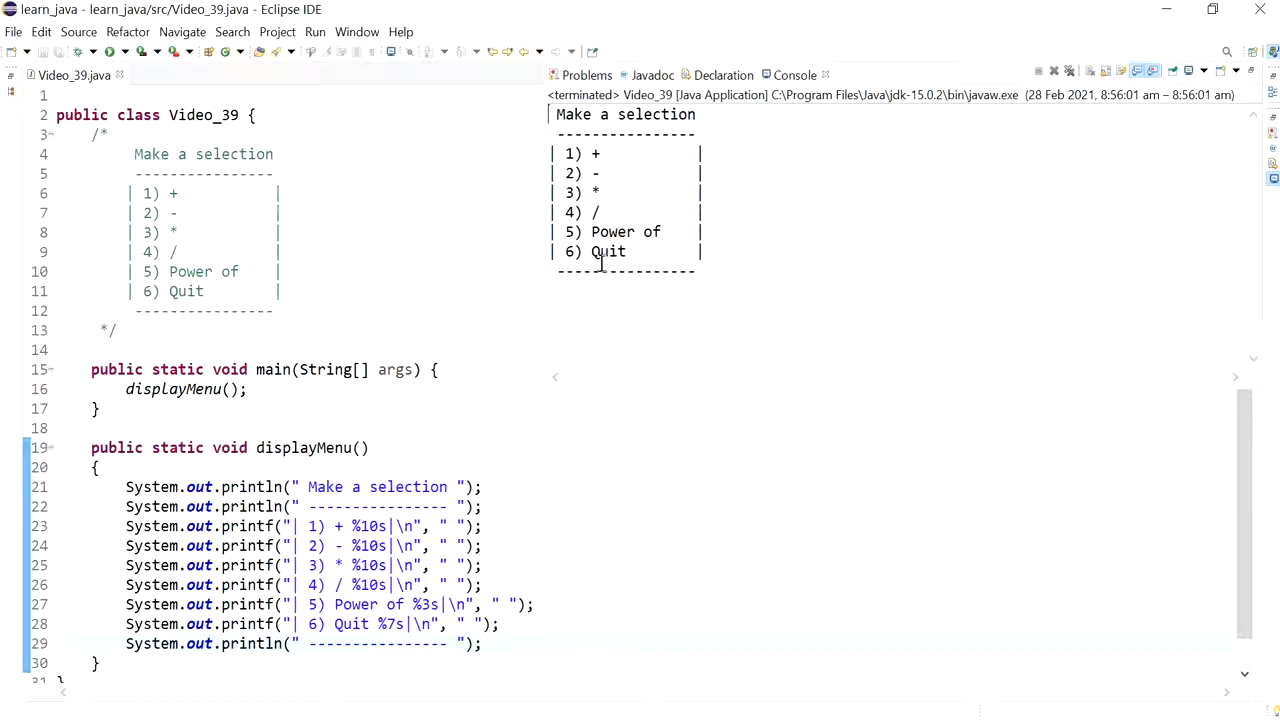 learn_java - learn_java/src/Video_39.java - Eclipse IDE
File Edit Source Refactor Navigate Search Project Run Window Help
Video_39.java
1
2 public class Video_39 {
3 /*
4 Make a selection
5 ----------------
6 | 1) + |
7 | 2) - |
8 | 3) * |
9 | 4) / |
10 | 5) Power of |
11 | 6) Quit |
12 ----------------
13 */
14
15 public static void main(String[] args) {
16 displayMenu();
17 }
18
19 public static void displayMenu()
20 {
21 System.out.println(" Make a selection ");
22 System.out.println(" ---------------- ");
23 System.out.printf("| 1) + %10s|\n", " ");
24 System.out.printf("| 2) - %10s|\n", " ");
25 System.out.printf("| 3) * %10s|\n", " ");
26 System.out.printf("| 4) / %10s|\n", " ");
27 System.out.printf("| 5) Power of %3s|\n", " ");
28 System.out.printf("| 6) Quit %7s|\n", " ");
29 System.out.println(" ---------------- ");
30 }
31 }
Problems Javadoc Declaration Console
<terminated> Video_39 [Java Application] C:\Program Files\Java\jdk-15.0.2\bin\javaw.exe (28 Feb 2021, 8:56:01 am – 8:56:01 am)
Make a selection
----------------
| 1) + |
| 2) - |
| 3) * |
| 4) / |
| 5) Power of |
| 6) Quit |
----------------